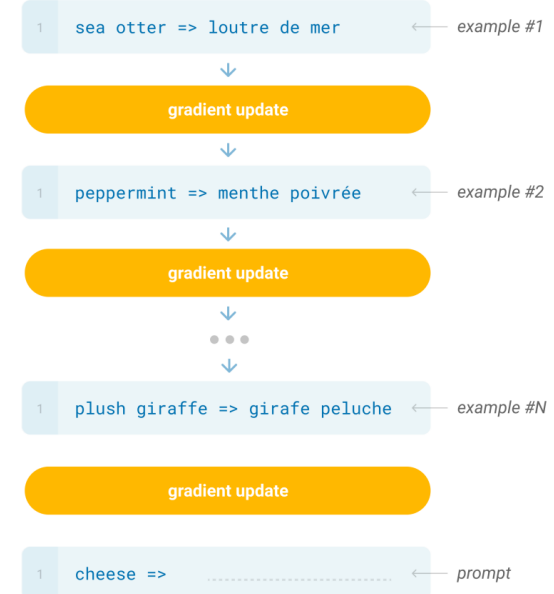 1 sea otter => loutre de mer example #1
gradient update
1 peppermint => menthe poivrée example #2
gradient update
1 plush giraffe => girafe peluche example #N
gradient update
1 cheese => prompt